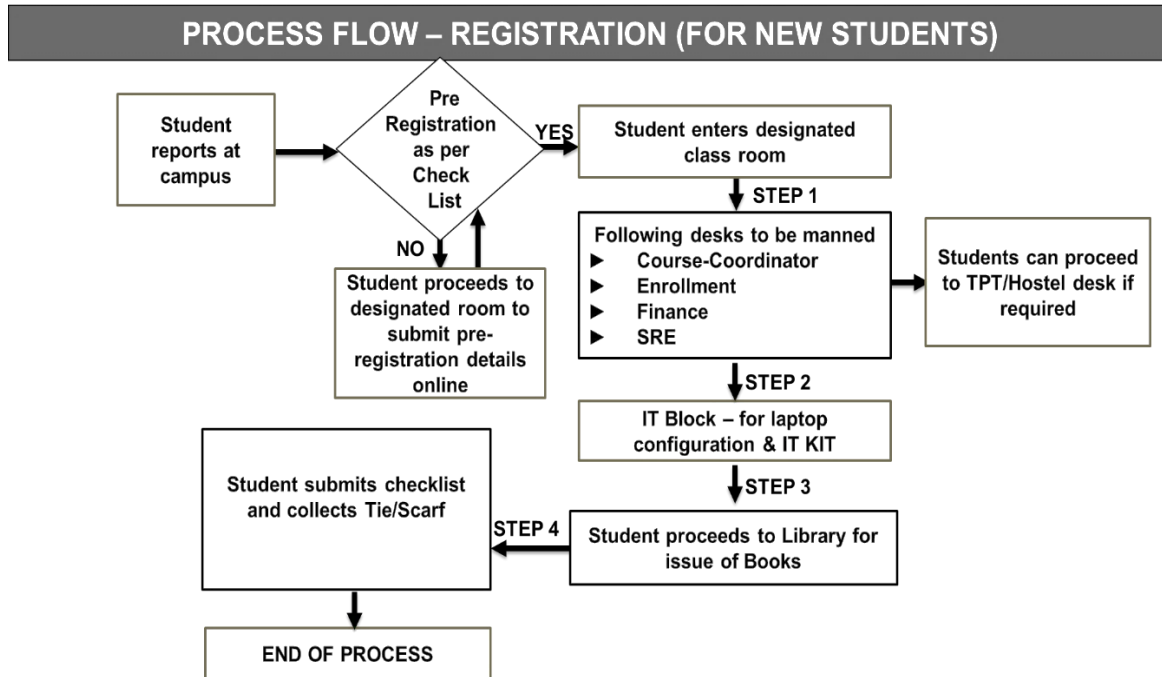 PROCESS FLOW – REGISTRATION (FOR NEW STUDENTS)
Student
reports at
campus
Pre
Registration
as per
Check
List
YES
Student enters designated
class room
STEP 1
NO
Student proceeds to
designated room to
submit pre-
registration details
online
Following desks to be manned
► Course-Coordinator
► Enrollment
► Finance
► SRE
Students can proceed
to TPT/Hostel desk if
required
STEP 2
IT Block – for laptop
configuration & IT KIT
STEP 3
Student proceeds to Library for
issue of Books
STEP 4
Student submits checklist
and collects Tie/Scarf
END OF PROCESS